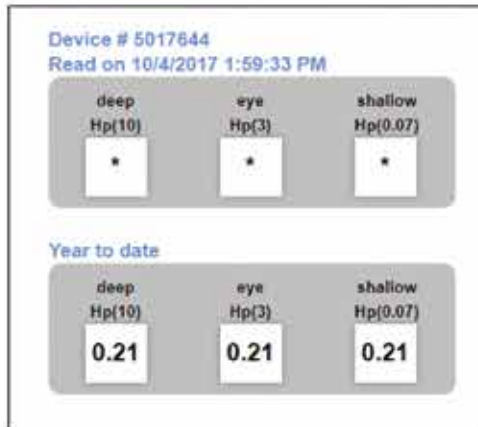 Device # 5017644
Read on 10/4/2017 1:59:33 PM
deep eye shallow
Hp(10) Hp(3) Hp(0.07)
* * *
Year to date
deep eye shallow
Hp(10) Hp(3) Hp(0.07)
0.21 0.21 0.21